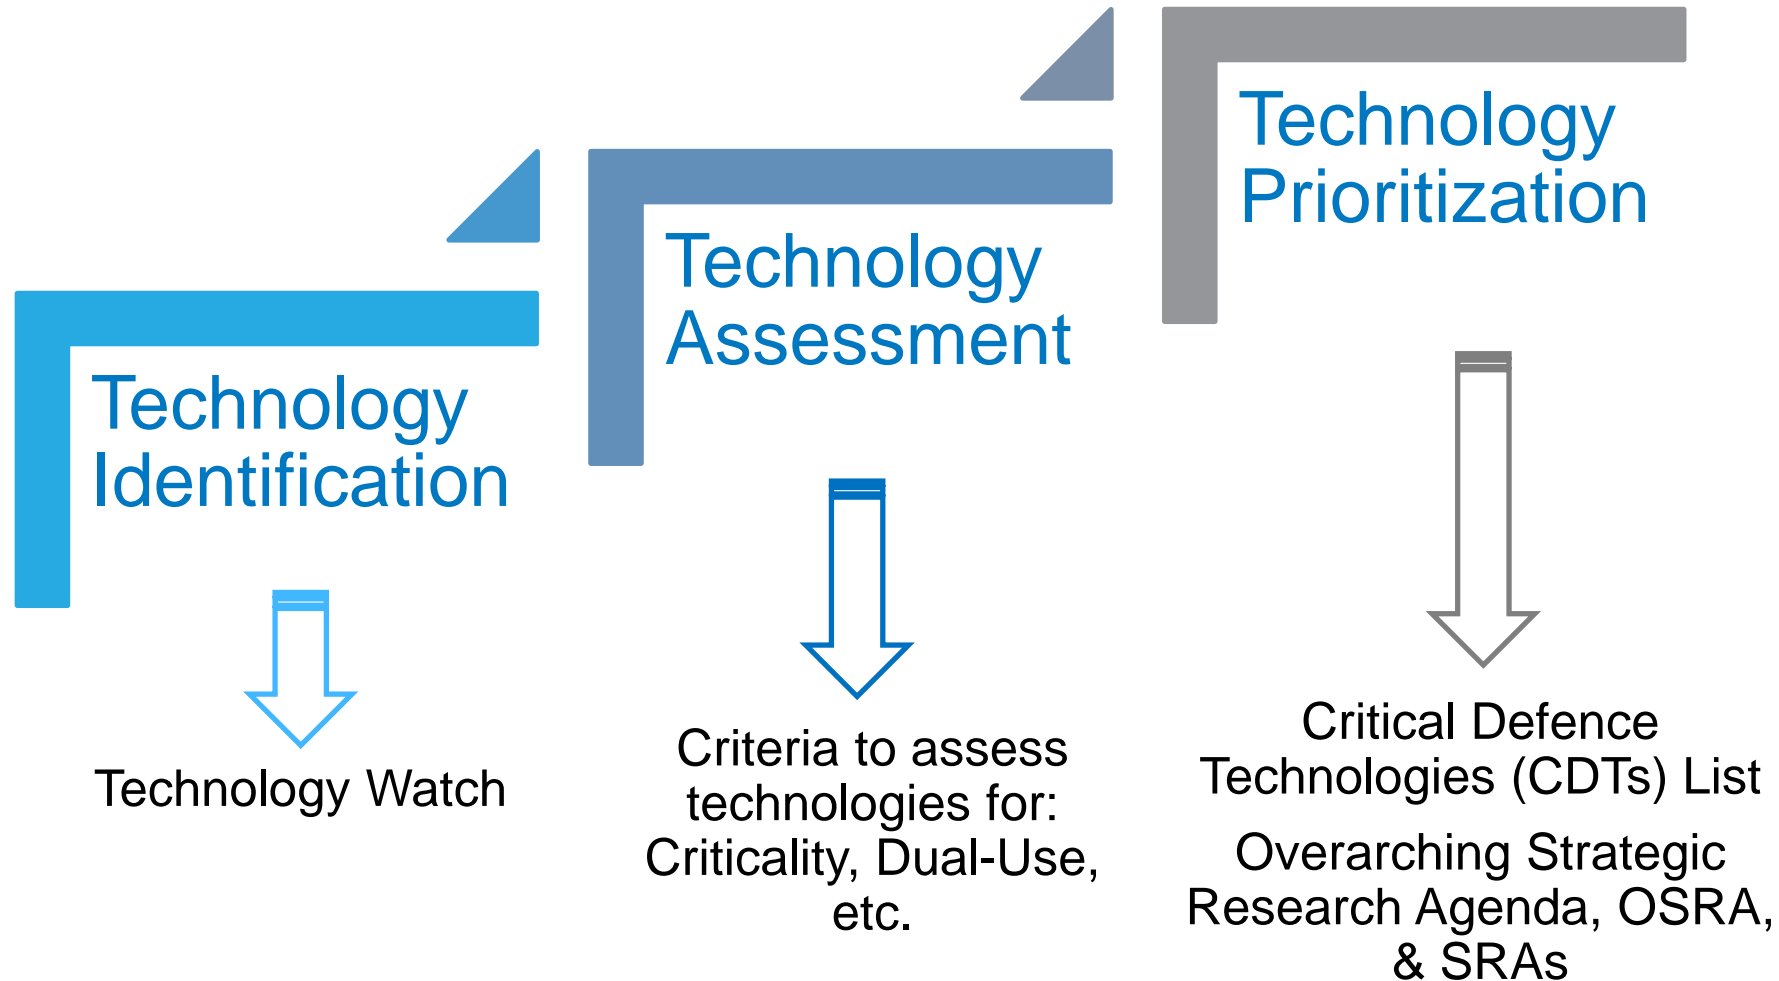 Technology
Identification
Technology Watch
Technology
Assessment
Criteria to assess
technologies for:
Criticality, Dual-Use,
etc.
Technology
Prioritization
Critical Defence
Technologies (CDTs) List
Overarching Strategic
Research Agenda, OSRA,
& SRAs